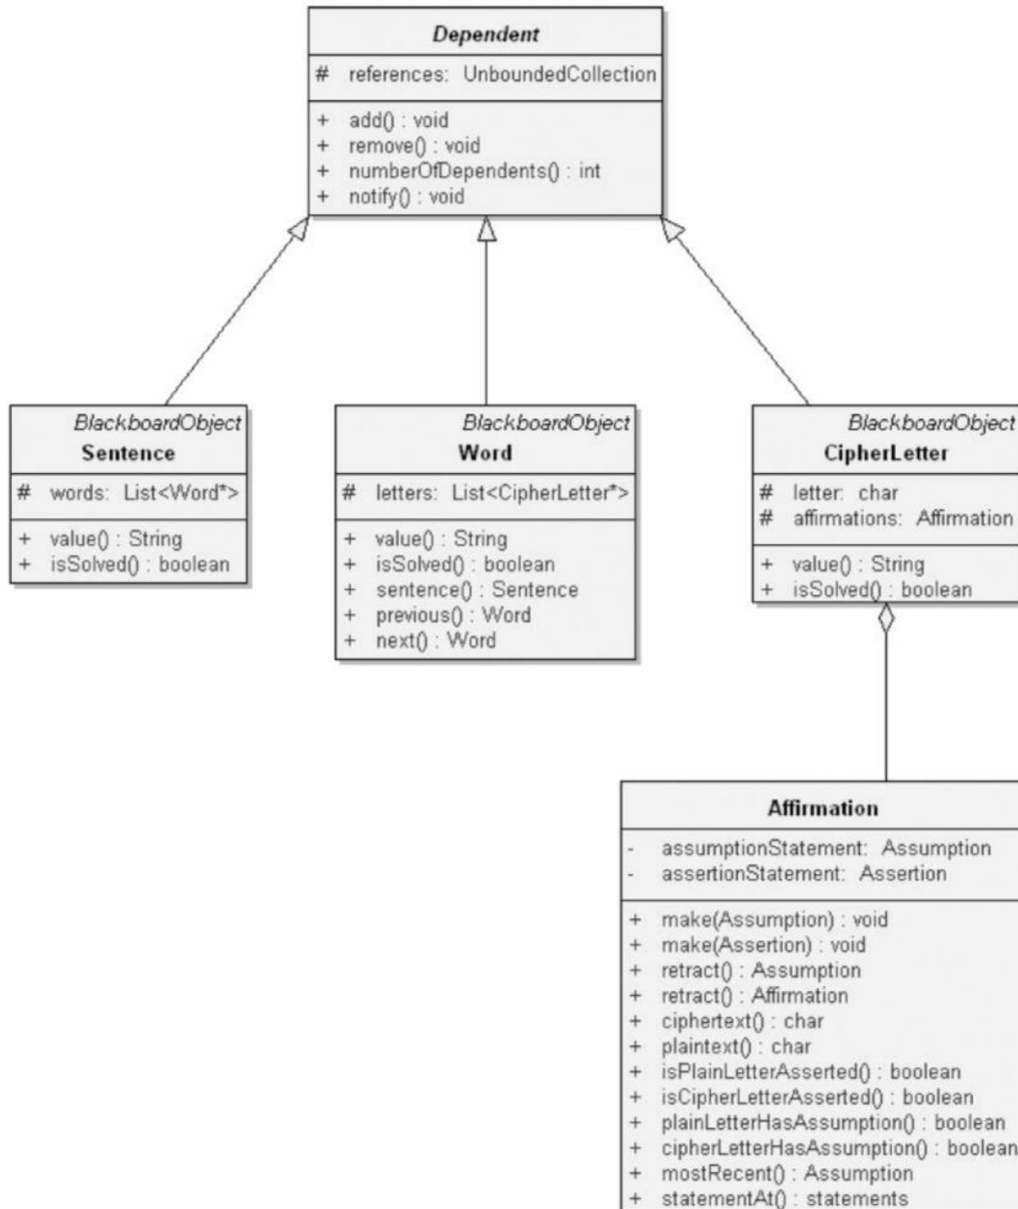 Dependent
# references: UnboundedCollection
+ add() : void
+ remove() : void
+ numberOfDependents() : int
+ notify() : void
BlackboardObject
Sentence
# words: List<Word*>
+ value() : String
+ isSolved() : boolean
BlackboardObject
Word
# letters: List<CipherLetter*>
+ value() : String
+ isSolved() : boolean
+ sentence() : Sentence
+ previous() : Word
+ next() : Word
BlackboardObject
CipherLetter
# letter: char
# affirmations: Affirmation
+ value() : String
+ isSolved() : boolean
Affirmation
- assumptionStatement: Assumption
- assertionStatement: Assertion
+ make(Assumption) : void
+ make(Assertion) : void
+ retract() : Assumption
+ retract() : Affirmation
+ ciphertext() : char
+ plaintext() : char
+ isPlainLetterAsserted() : boolean
+ isCipherLetterAsserted() : boolean
+ plainLetterHasAssumption() : boolean
+ cipherLetterHasAssumption() : boolean
+ mostRecent() : Assumption
+ statementAt() : statements